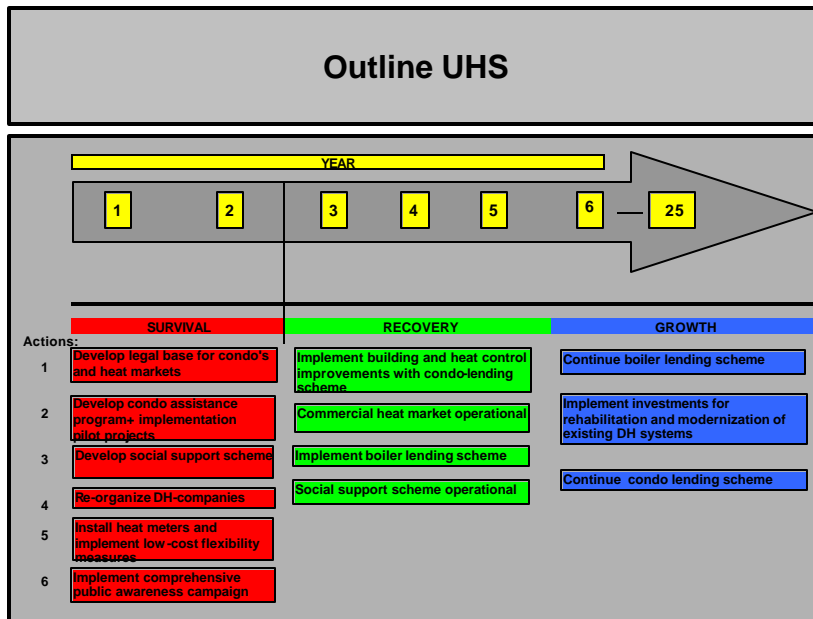 Outline UHS
YEAR
1 2 3 4 5 6 — 25
SURVIVAL RECOVERY GROWTH
Actions:
1
Develop legal base for condo's
and heat markets
Implement building and heat control
improvements with condo-lending
scheme
Continue boiler lending scheme
2
Develop condo assistance
program+ implementation
pilot projects
Commercial heat market operational
Implement investments for
rehabilitation and modernization of
existing DH systems
3
Develop social support scheme
Implement boiler lending scheme
Continue condo lending scheme
4
Re-organize DH-companies
Social support scheme operational
5
Install heat meters and
implement low-cost flexibility
measures
6
Implement comprehensive
public awareness campaign